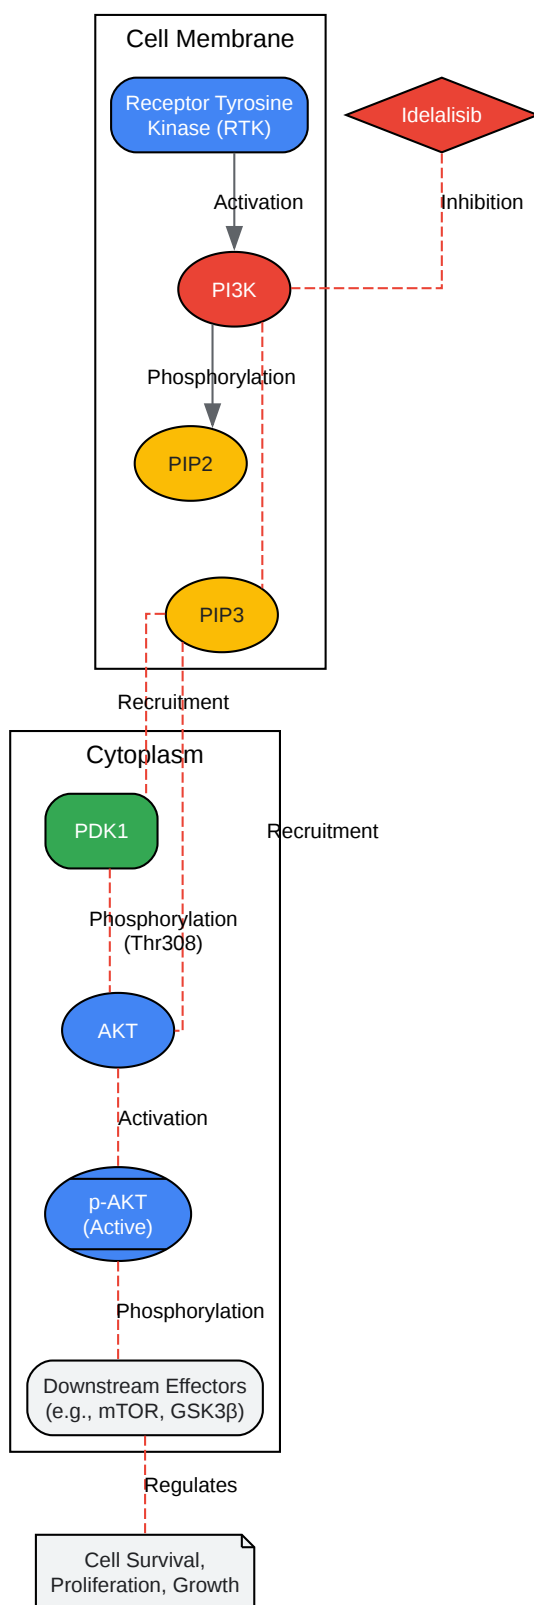 Cell Membrane
Receptor Tyrosine
Kinase (RTK)
Idelalisib
Activation
Inhibition
PI3K
Phosphorylation
PIP2
PIP3
Recruitment
Cytoplasm
PDK1
Recruitment
Phosphorylation
(Thr308)
AKT
Activation
p-AKT
(Active)
Phosphorylation
Downstream Effectors
(e.g., mTOR, GSK3β)
Regulates
Cell Survival,
Proliferation, Growth